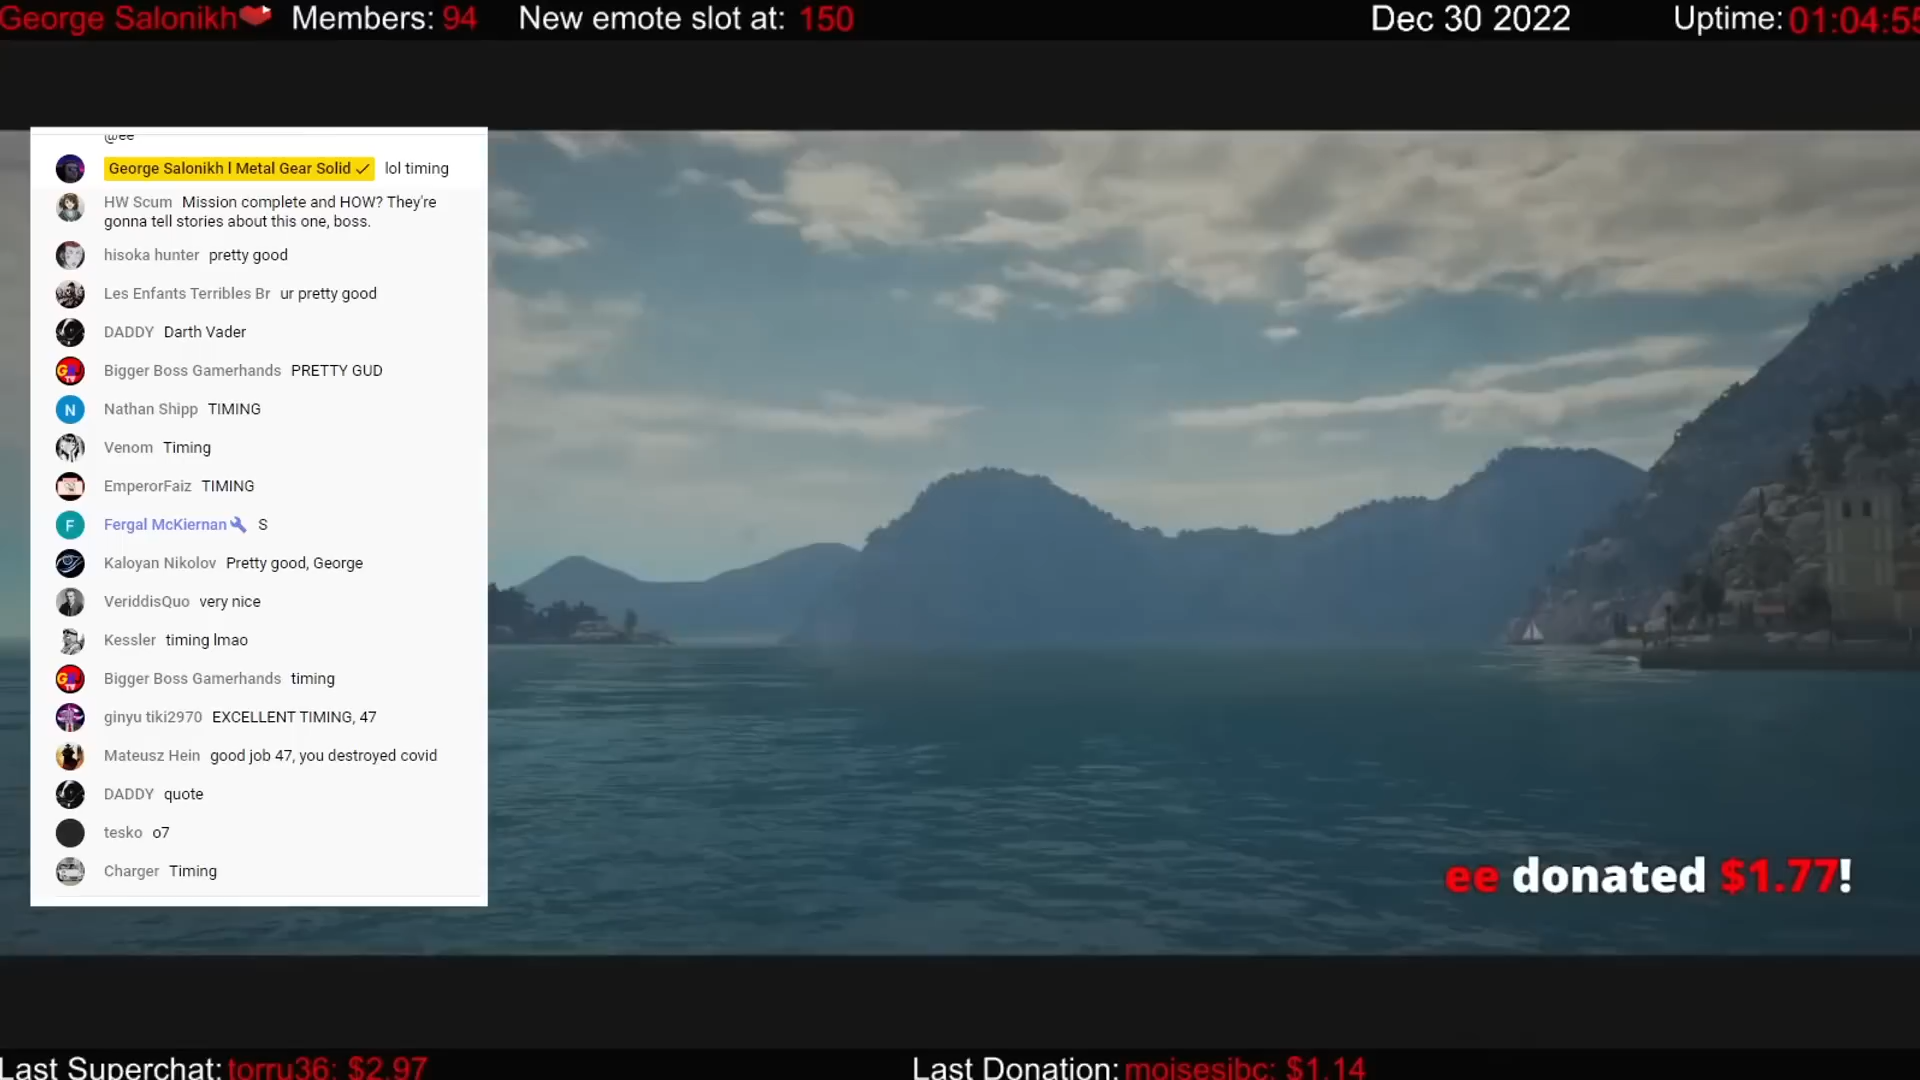 George Salonikh Members: 94 New emote slot at: 150 Dec 30 2022 Uptime: 01:04:55
@ee
George Salonikh l Metal Gear Solid lol timing
HW Scum Mission complete and HOW? They're
gonna tell stories about this one, boss.
hisoka hunter pretty good
Les Enfants Terribles Br ur pretty good
DADDY Darth Vader
Bigger Boss Gamerhands PRETTY GUD
N Nathan Shipp TIMING
Venom Timing
EmperorFaiz TIMING
F Fergal McKiernan S
Kaloyan Nikolov Pretty good, George
VeriddisQuo very nice
Kessler timing lmao
Bigger Boss Gamerhands timing
ginyu tiki2970 EXCELLENT TIMING, 47
Mateusz Hein good job 47, you destroyed covid
DADDY quote
tesko o7
Charger Timing
ee donated $1.77!
Last Superchat: torru36: $2.97 Last Donation: moisesibc: $1.14